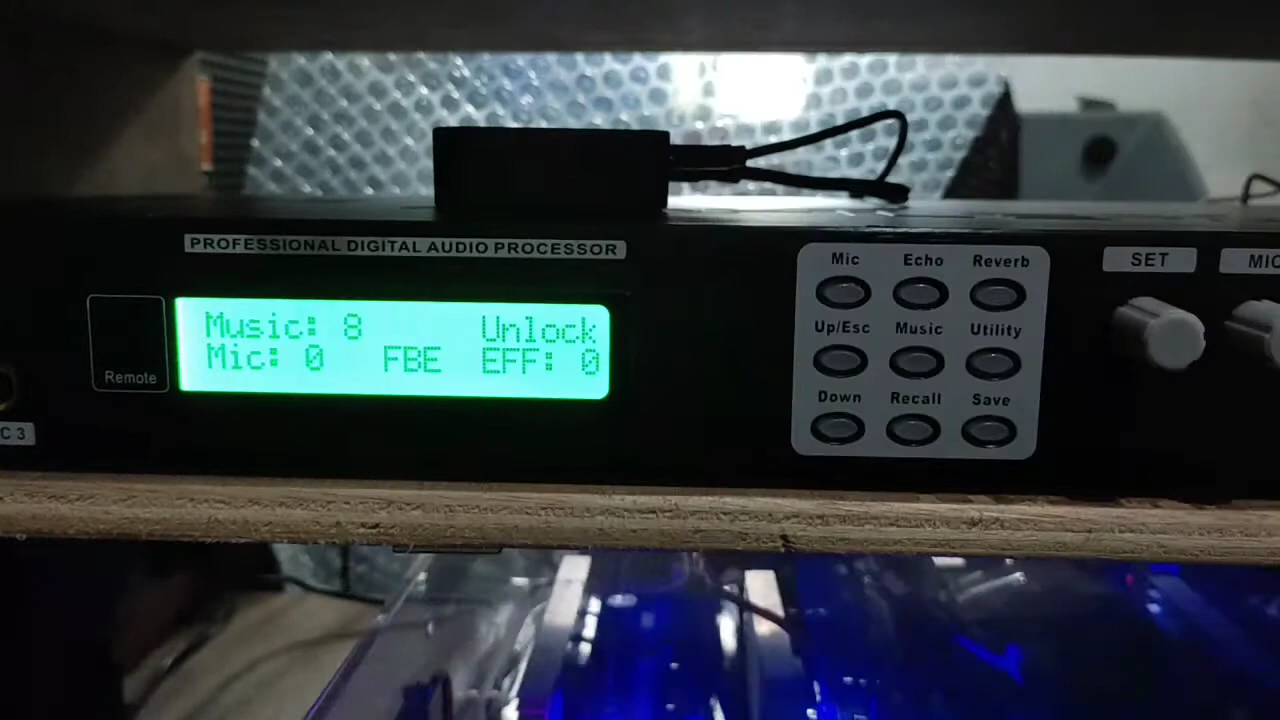 PROFESSIONAL DIGITAL AUDIO PROCESSOR
Music: 8 Unlock
Mic: 0 FBE EFF: 0
Remote
C 3
Mic Echo Reverb
Up/Esc Music Utility
Down Recall Save
SET
MIC